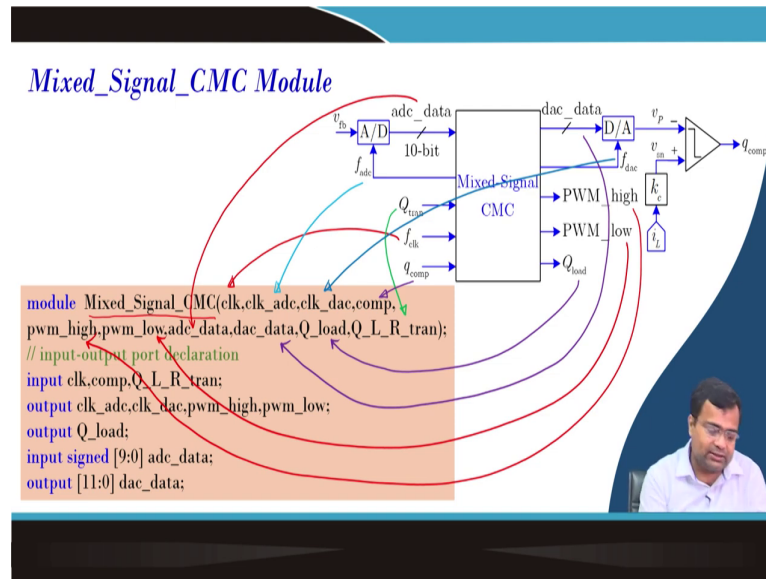 Mixed_Signal_CMC Module
adc_data
dac_data
v_fb
A/D
10-bit
D/A
v_P
−
q_comp
f_adc
f_dac
v_cn
+
Mixed-Signal
CMC
Q_tran
PWM_high
k_c
f_clk
PWM_low
i_L
q_comp
Q_load
module Mixed_Signal_CMC(clk,clk_adc,clk_dac,comp,
pwm_high,pwm_low,adc_data,dac_data,Q_load,Q_L_R_tran);
// input-output port declaration
input clk,comp,Q_L_R_tran;
output clk_adc,clk_dac,pwm_high,pwm_low;
output Q_load;
input signed [9:0] adc_data;
output [11:0] dac_data;